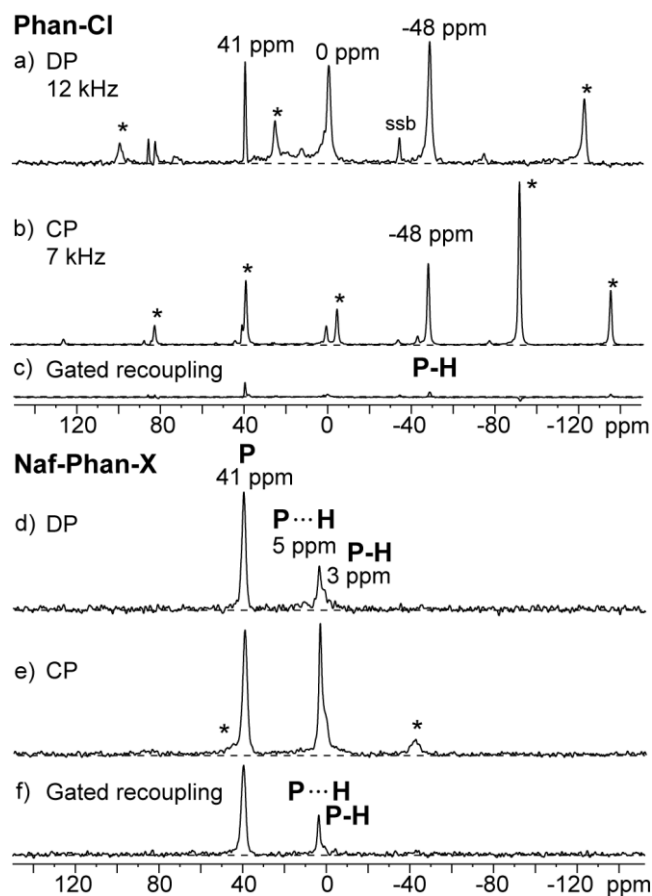 Phan-Cl
a) DP
12 kHz
* 41 ppm * 0 ppm ssb -48 ppm *
b) CP
7 kHz
* * * -48 ppm * *
c) Gated recoupling P-H
120 80 40 0 -40 -80 -120 ppm
Naf-Phan-X
P
41 ppm
d) DP
P···H
5 ppm
P-H
3 ppm
e) CP
* *
f) Gated recoupling
P···H
P-H
120 80 40 0 -40 -80 -120 ppm